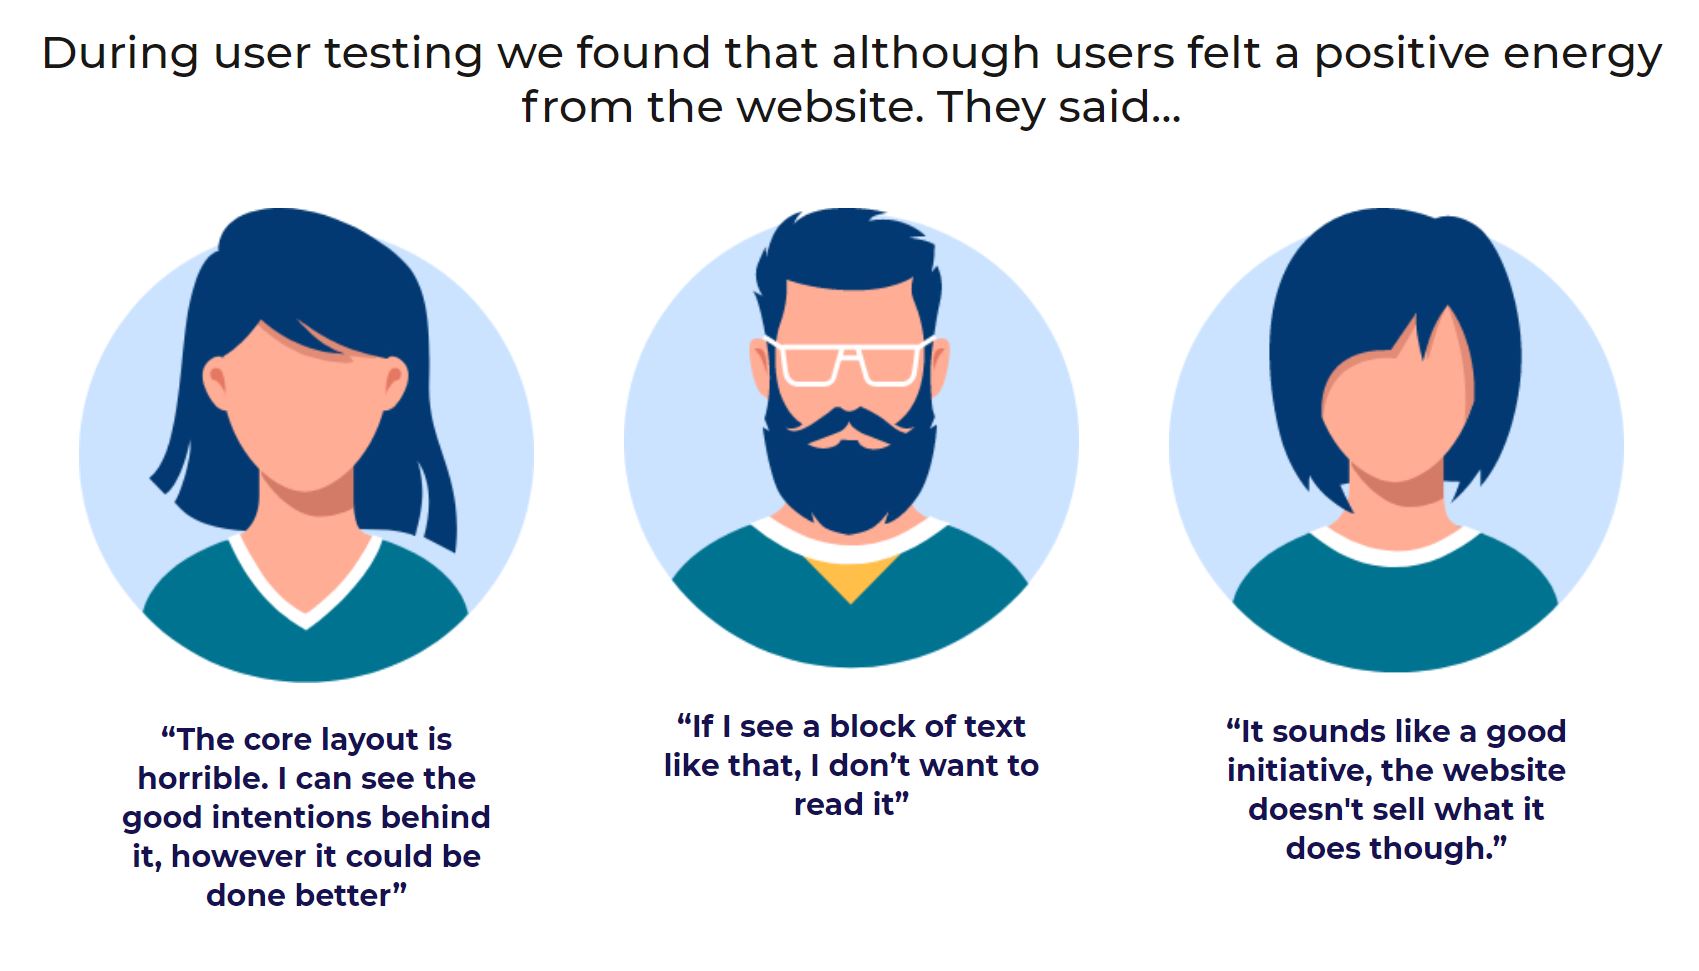 During user testing we found that although users felt a positive energy
from the website. They said...
“The core layout is
horrible. I can see the
good intentions behind
it, however it could be
done better”
“If I see a block of text
like that, I don’t want to
read it”
“It sounds like a good
initiative, the website
doesn't sell what it
does though.”